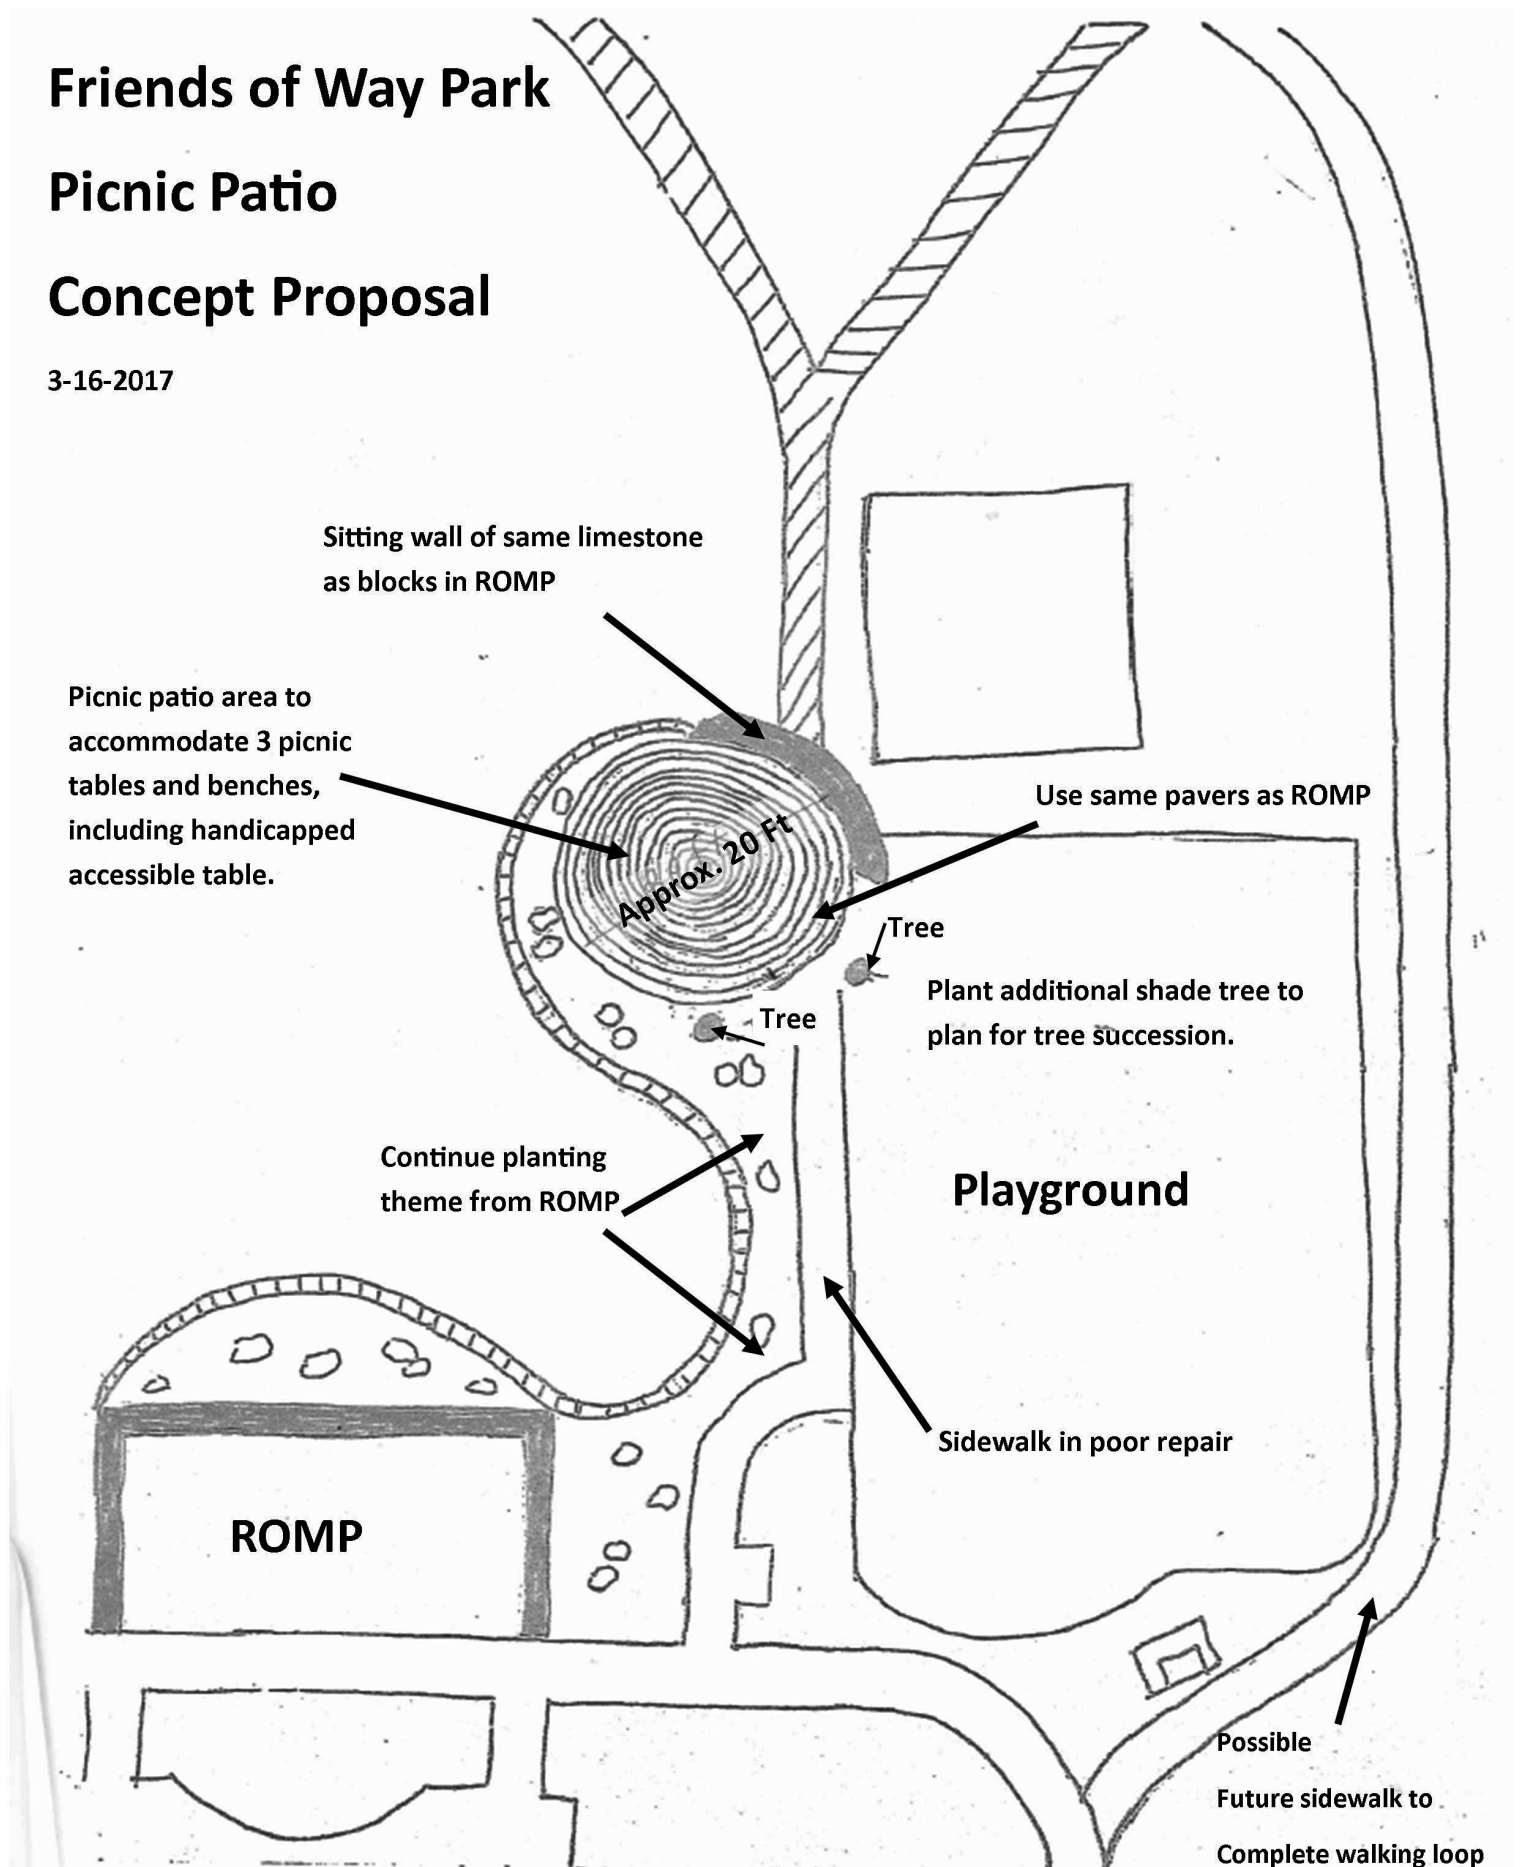 Friends of Way Park
Picnic Patio
Concept Proposal
3-16-2017
Sitting wall of same limestone
as blocks in ROMP
Picnic patio area to
accommodate 3 picnic
tables and benches,
including handicapped
accessible table.
Use same pavers as ROMP
Approx. 20 Ft
Tree
Plant additional shade tree to
plan for tree succession.
Tree
Continue planting
theme from ROMP
Playground
Sidewalk in poor repair
ROMP
Possible
Future sidewalk to
Complete walking loop